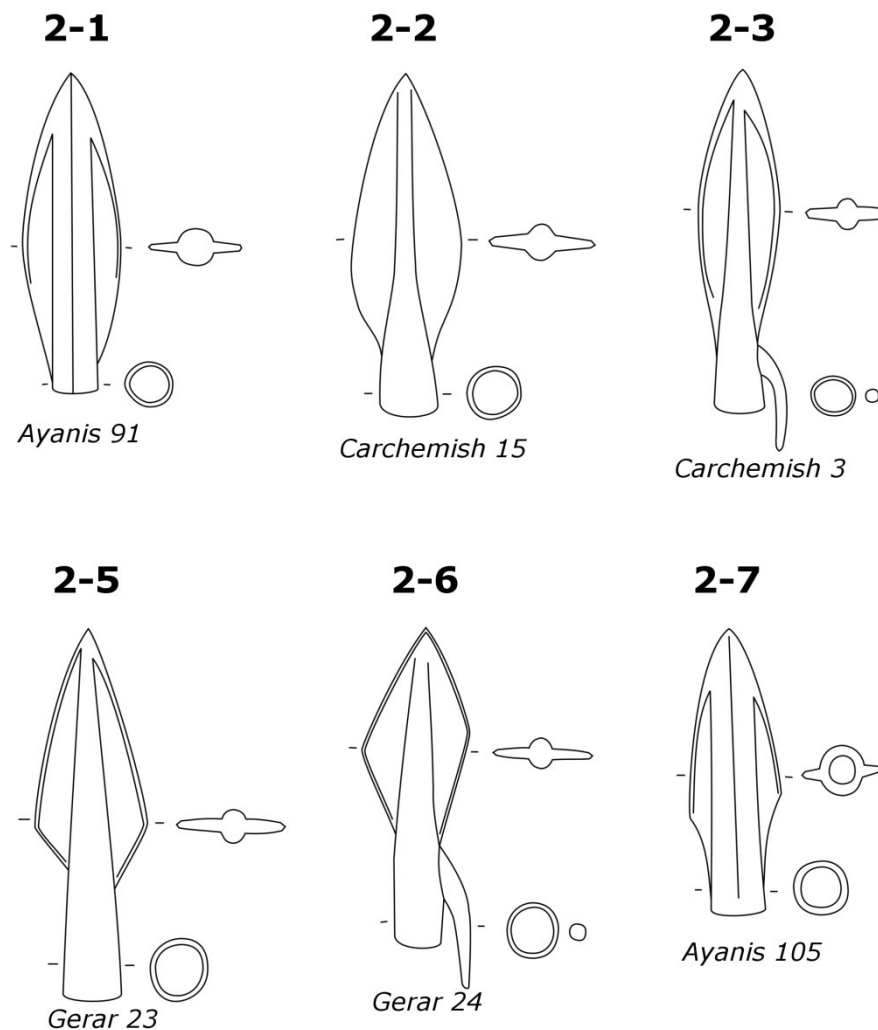 2-1
2-2
2-3
Ayanis 91
Carchemish 15
Carchemish 3
2-5
2-6
2-7
Gerar 23
Gerar 24
Ayanis 105